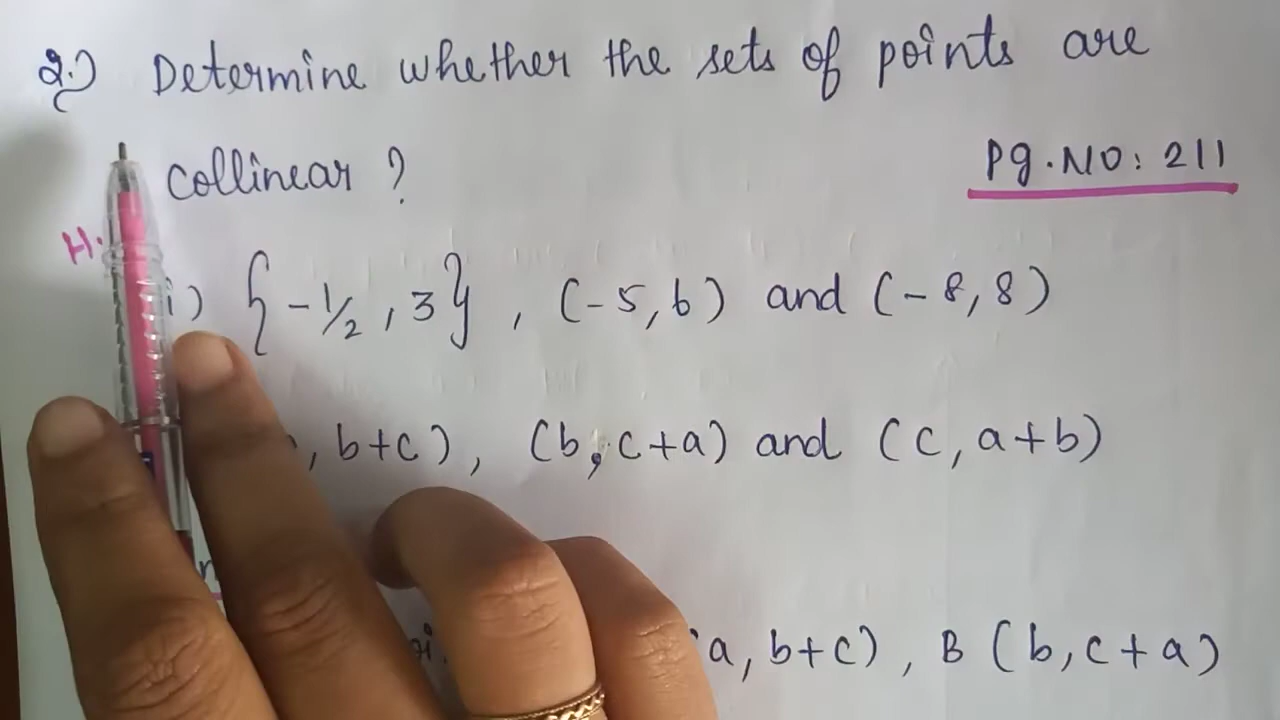 2.) Determine whether the sets of points are
collinear ?
Pg.NO: 211
H.
i) {-1/2, 3}, (-5,6) and (-8,8)
, b+c), (b, c+a) and (c, a+b)
a, b+c), B (b, c+a)